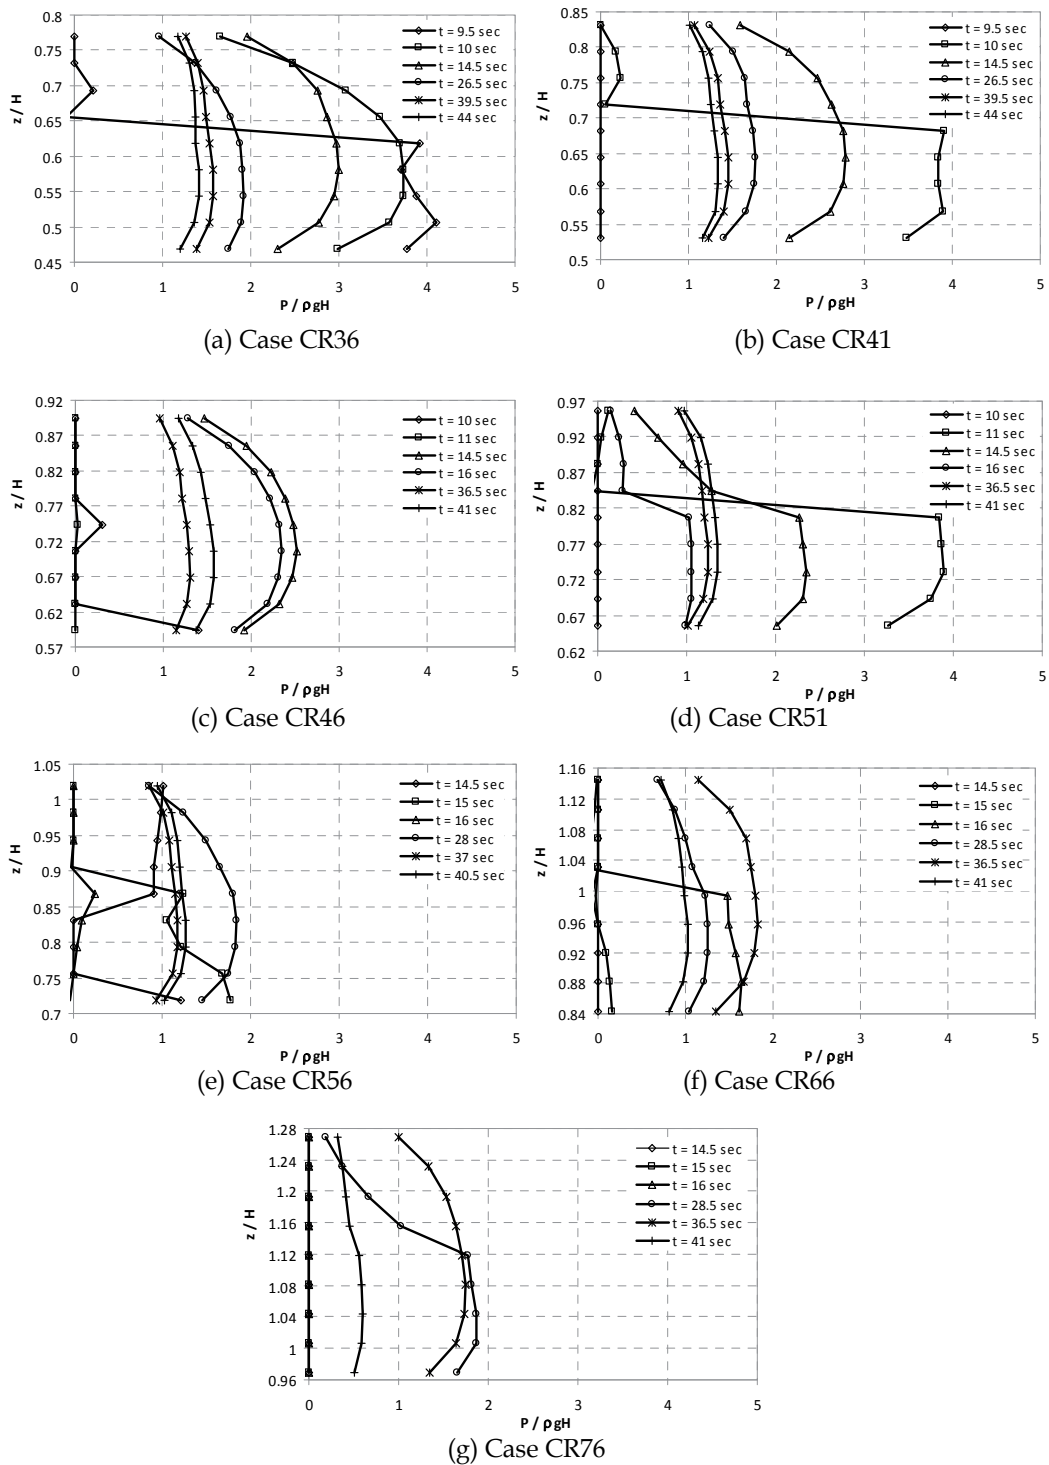 0.8
0.75
0.7
0.65
0.6
0.55
0.5
0.45
z / H
0 1 2 3 4 5
P / ρgH
t = 9.5 sec
t = 10 sec
t = 14.5 sec
t = 26.5 sec
t = 39.5 sec
t = 44 sec
(a) Case CR36
0.85
0.8
0.75
0.7
0.65
0.6
0.55
0.5
z / H
0 1 2 3 4 5
P / ρgH
t = 9.5 sec
t = 10 sec
t = 14.5 sec
t = 26.5 sec
t = 39.5 sec
t = 44 sec
(b) Case CR41
0.92
0.87
0.82
0.77
0.72
0.67
0.62
0.57
z / H
0 1 2 3 4 5
P / ρgH
t = 10 sec
t = 11 sec
t = 14.5 sec
t = 16 sec
t = 36.5 sec
t = 41 sec
(c) Case CR46
0.97
0.92
0.87
0.82
0.77
0.72
0.67
0.62
z / H
0 1 2 3 4 5
P / ρgH
t = 10 sec
t = 11 sec
t = 14.5 sec
t = 16 sec
t = 36.5 sec
t = 41 sec
(d) Case CR51
1.05
1
0.95
0.9
0.85
0.8
0.75
0.7
z / H
0 1 2 3 4 5
P / ρgH
t = 14.5 sec
t = 15 sec
t = 16 sec
t = 28 sec
t = 37 sec
t = 40.5 sec
(e) Case CR56
1.16
1.12
1.08
1.04
1
0.96
0.92
0.88
0.84
z / H
0 1 2 3 4 5
P / ρgH
t = 14.5 sec
t = 15 sec
t = 16 sec
t = 28.5 sec
t = 36.5 sec
t = 41 sec
(f) Case CR66
1.28
1.24
1.2
1.16
1.12
1.08
1.04
1
0.96
z / H
0 1 2 3 4 5
P / ρgH
t = 14.5 sec
t = 15 sec
t = 16 sec
t = 28.5 sec
t = 36.5 sec
t = 41 sec
(g) Case CR76